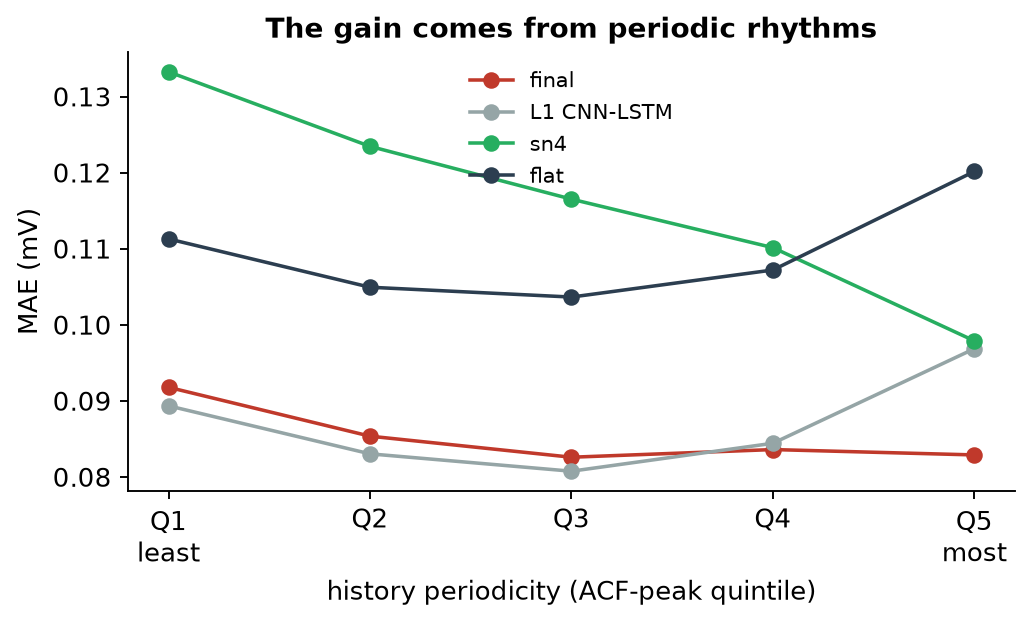 The gain comes from periodic rhythms
final
L1 CNN-LSTM
sn4
flat
MAE (mV)
0.13
0.12
0.11
0.10
0.09
0.08
Q1 Q2 Q3 Q4 Q5
least most
history periodicity (ACF-peak quintile)